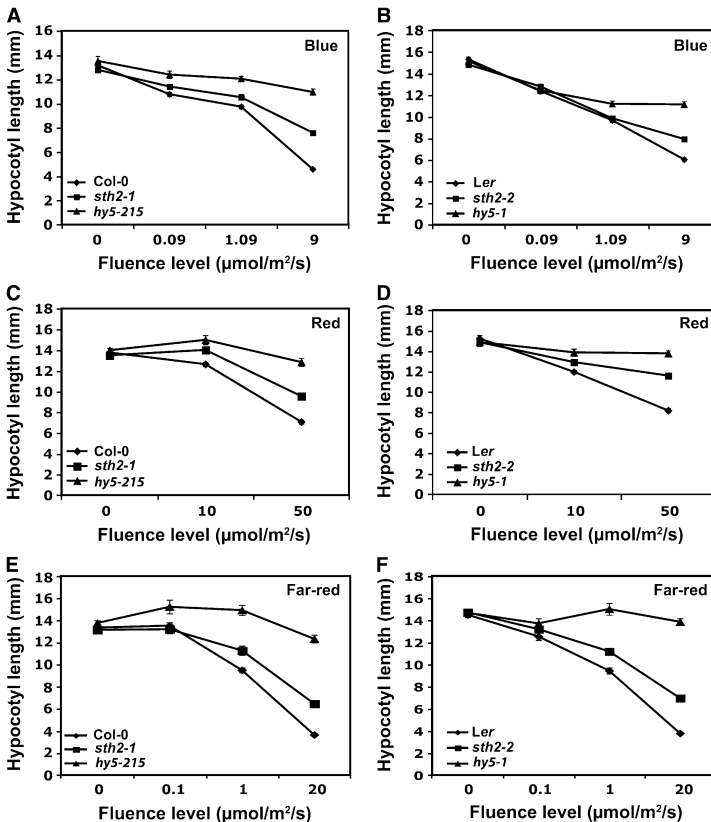 A
Hypocotyl length (mm)
16
14
12
10
8
6
4
2
0
Blue
Col-0
sth2-1
hy5-215
0 0.09 1.09 9
Fluence level (µmol/m²/s)
B
Hypocotyl length (mm)
18
16
14
12
10
8
6
4
2
0
Blue
Ler
sth2-2
hy5-1
0 0.09 1.09 9
Fluence level (µmol/m²/s)
C
Hypocotyl length (mm)
18
16
14
12
10
8
6
4
2
0
Red
Col-0
sth2-1
hy5-215
0 10 50
Fluence level (µmol/m²/s)
D
Hypocotyl length (mm)
18
16
14
12
10
8
6
4
2
0
Red
Ler
sth2-2
hy5-1
0 10 50
Fluence level (µmol/m²/s)
E
Hypocotyl length (mm)
18
16
14
12
10
8
6
4
2
0
Far-red
Col-0
sth2-1
hy5-215
0 0.1 1 20
Fluence level (µmol/m²/s)
F
Hypocotyl length (mm)
18
16
14
12
10
8
6
4
2
0
Far-red
Ler
sth2-2
hy5-1
0 0.1 1 20
Fluence level (µmol/m²/s)